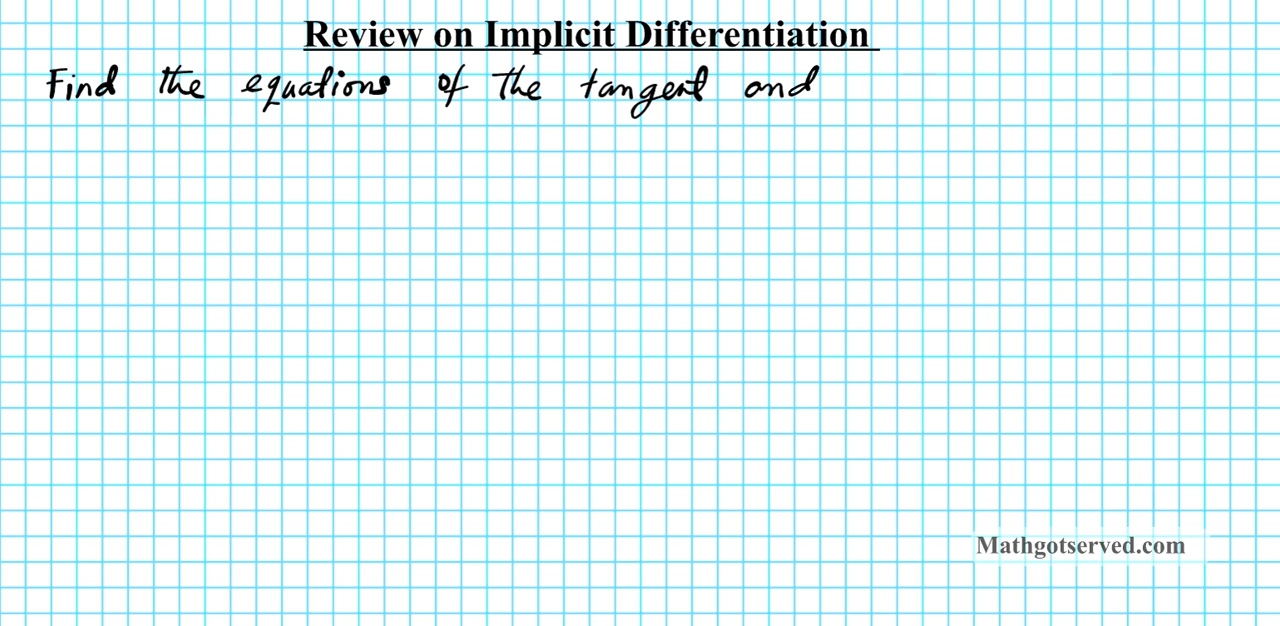 Review on Implicit Differentiation
Find the equations of the tangent and
Mathgotserved.com